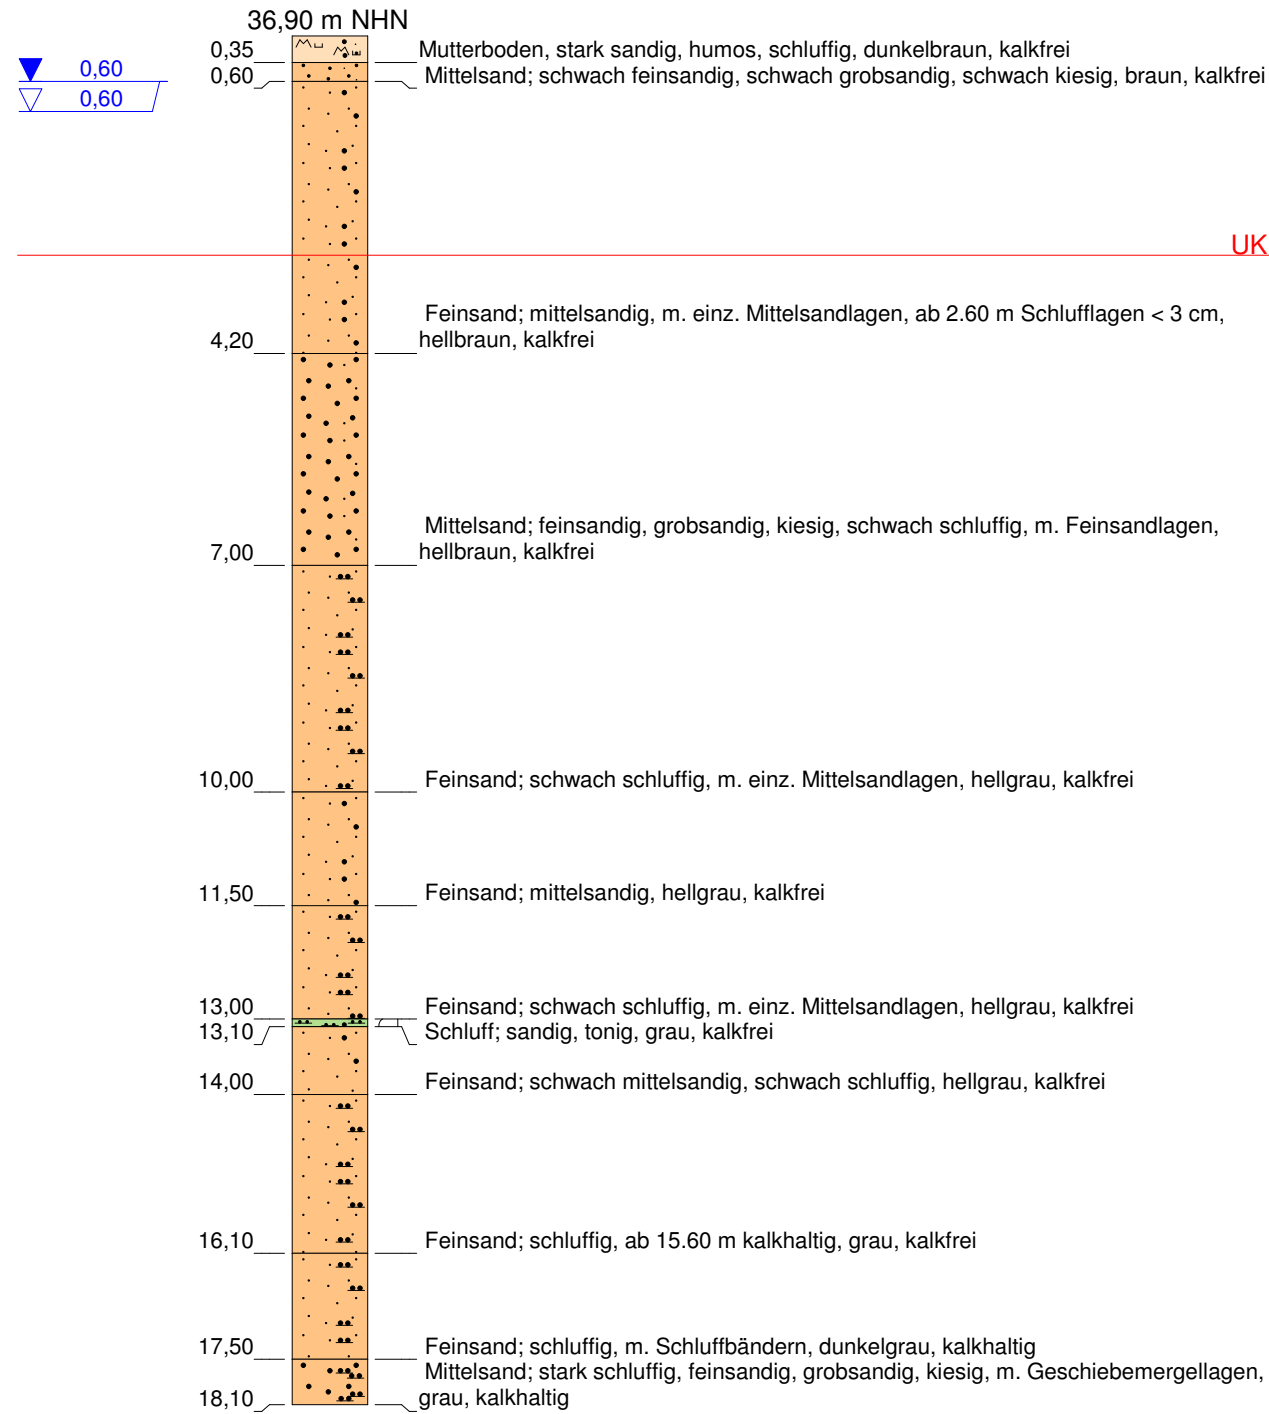 36,90 m NHN
0,35 Mutterboden, stark sandig, humos, schluffig, dunkelbraun, kalkfrei
0,60
0,60 Mittelsand; schwach feinsandig, schwach grobsandig, schwach kiesig, braun, kalkfrei
0,60
UK
Feinsand; mittelsandig, m. einz. Mittelsandlagen, ab 2.60 m Schlufflagen < 3 cm,
4,20 hellbraun, kalkfrei
Mittelsand; feinsandig, grobsandig, kiesig, schwach schluffig, m. Feinsandlagen,
7,00 hellbraun, kalkfrei
10,00 Feinsand; schwach schluffig, m. einz. Mittelsandlagen, hellgrau, kalkfrei
11,50 Feinsand; mittelsandig, hellgrau, kalkfrei
13,00 Feinsand; schwach schluffig, m. einz. Mittelsandlagen, hellgrau, kalkfrei
13,10 Schluff; sandig, tonig, grau, kalkfrei
14,00 Feinsand; schwach mittelsandig, schwach schluffig, hellgrau, kalkfrei
16,10 Feinsand; schluffig, ab 15.60 m kalkhaltig, grau, kalkfrei
17,50 Feinsand; schluffig, m. Schluffbändern, dunkelgrau, kalkhaltig
Mittelsand; stark schluffig, feinsandig, grobsandig, kiesig, m. Geschiebemergellagen,
18,10 grau, kalkhaltig